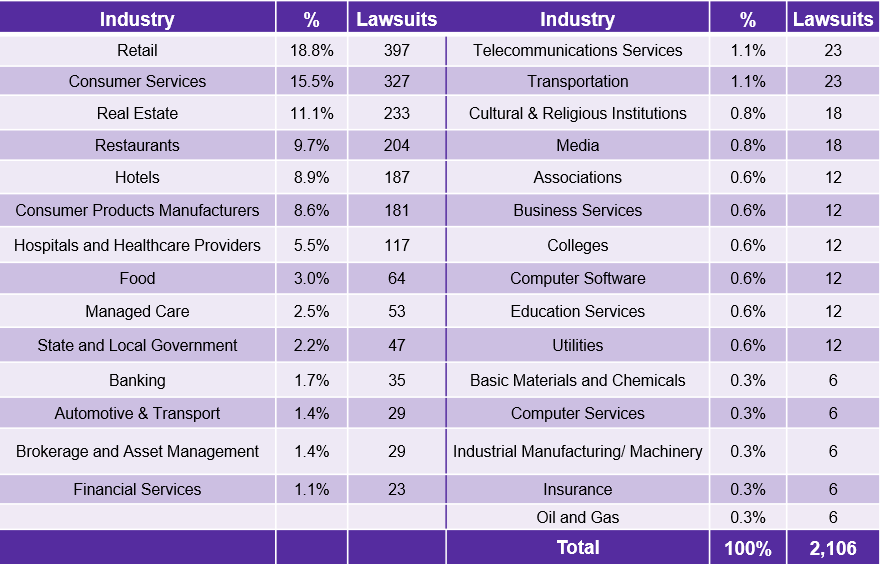 Industry % Lawsuits Industry % Lawsuits
Retail 18.8% 397 Telecommunications Services 1.1% 23
Consumer Services 15.5% 327 Transportation 1.1% 23
Real Estate 11.1% 233 Cultural & Religious Institutions 0.8% 18
Restaurants 9.7% 204 Media 0.8% 18
Hotels 8.9% 187 Associations 0.6% 12
Consumer Products Manufacturers 8.6% 181 Business Services 0.6% 12
Hospitals and Healthcare Providers 5.5% 117 Colleges 0.6% 12
Food 3.0% 64 Computer Software 0.6% 12
Managed Care 2.5% 53 Education Services 0.6% 12
State and Local Government 2.2% 47 Utilities 0.6% 12
Banking 1.7% 35 Basic Materials and Chemicals 0.3% 6
Automotive & Transport 1.4% 29 Computer Services 0.3% 6
Brokerage and Asset Management 1.4% 29 Industrial Manufacturing/ Machinery 0.3% 6
Financial Services 1.1% 23 Insurance 0.3% 6
Oil and Gas 0.3% 6
Total 100% 2,106